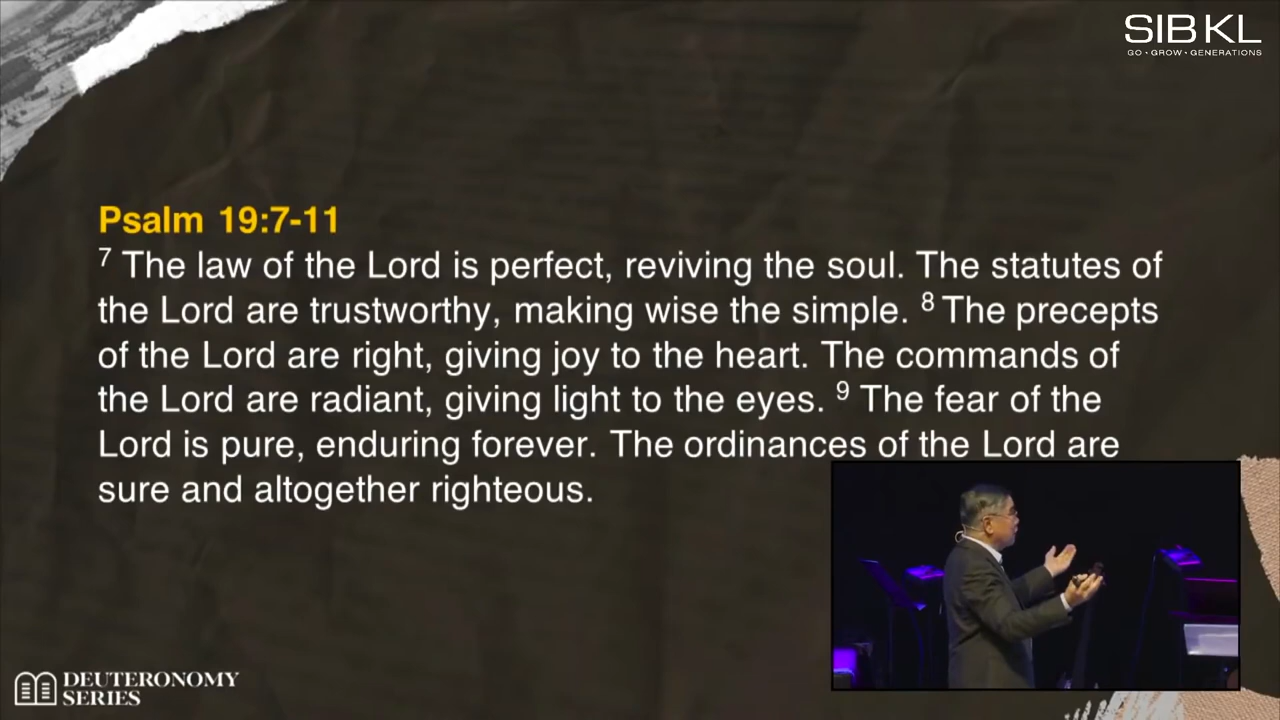 SIBKL
GO • GROW • GENERATIONS
Psalm 19:7-11
7 The law of the Lord is perfect, reviving the soul. The statutes of
the Lord are trustworthy, making wise the simple. 8 The precepts
of the Lord are right, giving joy to the heart. The commands of
the Lord are radiant, giving light to the eyes. 9 The fear of the
Lord is pure, enduring forever. The ordinances of the Lord are
sure and altogether righteous.
DEUTERONOMY
SERIES